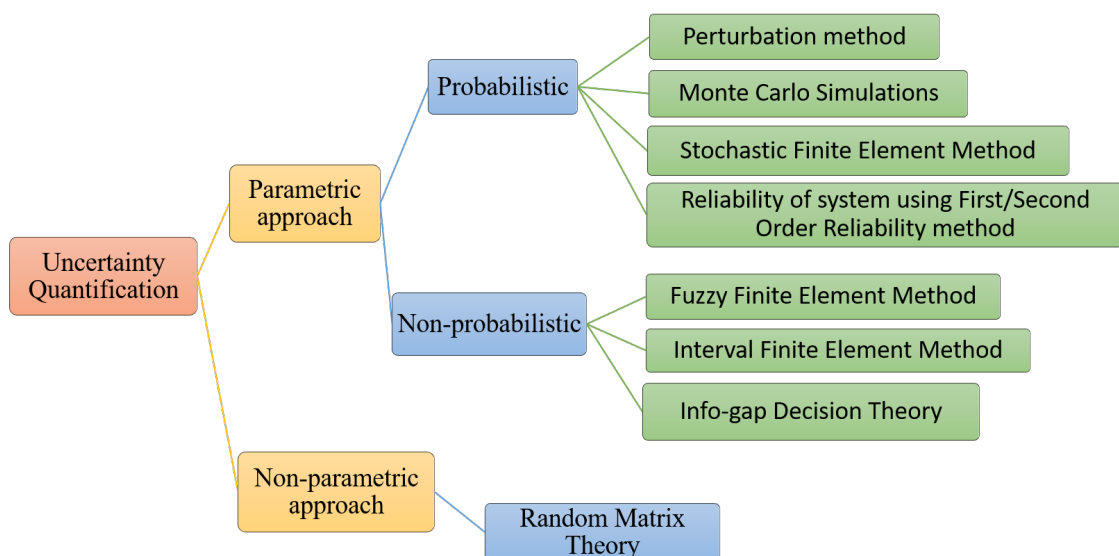 Uncertainty
Quantification
Parametric
approach
Probabilistic
Perturbation method
Monte Carlo Simulations
Stochastic Finite Element Method
Reliability of system using First/Second
Order Reliability method
Non-probabilistic
Fuzzy Finite Element Method
Interval Finite Element Method
Info-gap Decision Theory
Non-parametric
approach
Random Matrix
Theory